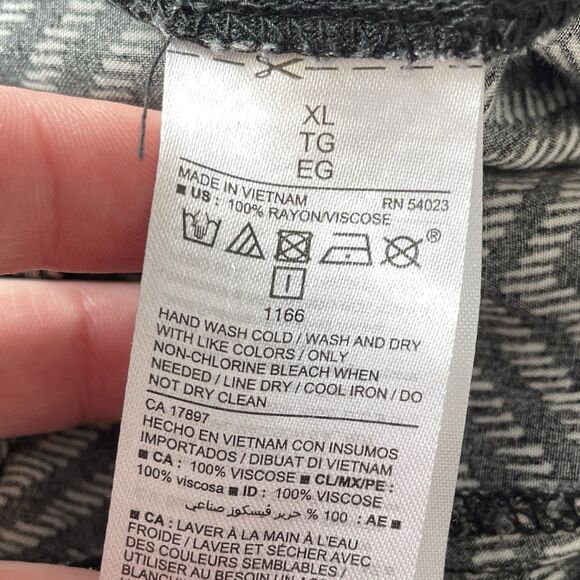 XL
TG
EG
MADE IN VIETNAM RN 54023
■ US : 100% RAYON/VISCOSE
®
1166
HAND WASH COLD / WASH AND DRY
WITH LIKE COLORS / ONLY
NON-CHLORINE BLEACH WHEN
NEEDED / LINE DRY / COOL IRON / DO
NOT DRY CLEAN
CA 17897
HECHO EN VIETNAM CON INSUMOS
IMPORTADOS / DIBUAT DI VIETNAM
■ CA : 100% VISCOSE ■ CL/MX/PE :
100% viscosa ■ ID : 100% VISCOSE
■ AE : 100 % حرير فيسكوز صناعي
■ CA : LAVER À LA MAIN À L'EAU
FROIDE / LAVER ET SÉCHER AVEC
DES COULEURS SEMBLABLES /
UTILISER AU BESOIN UN